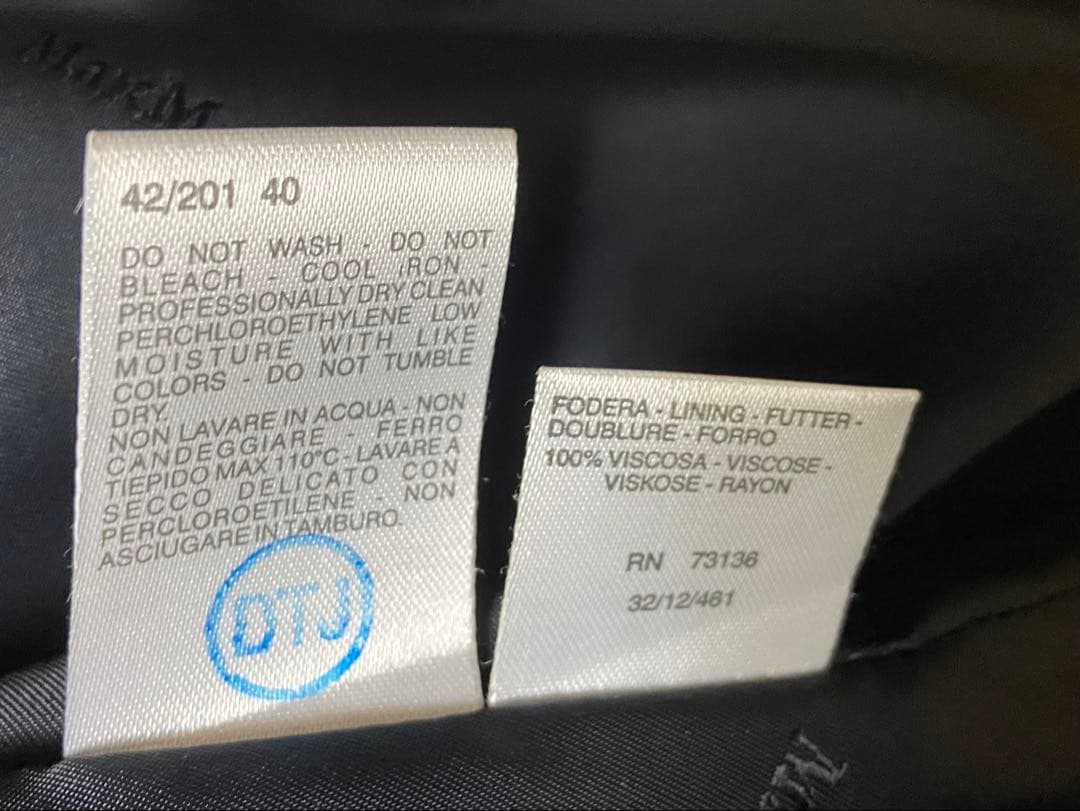 MaxM
42/201 40
DO NOT WASH - DO NOT
BLEACH - COOL IRON -
PROFESSIONALLY DRY CLEAN
PERCHLOROETHYLENE LOW
MOISTURE WITH LIKE
COLORS - DO NOT TUMBLE
DRY.
NON LAVARE IN ACQUA - NON
CANDEGGIARE - FERRO
TIEPIDO MAX 110°C - LAVARE A
SECCO DELICATO CON
PERCLOROETILENE - NON
ASCIUGARE IN TAMBURO.
DTJ
FODERA - LINING - FUTTER -
DOUBLURE - FORRO
100% VISCOSA - VISCOSE -
VISKOSE - RAYON
RN 73136
32/12/461